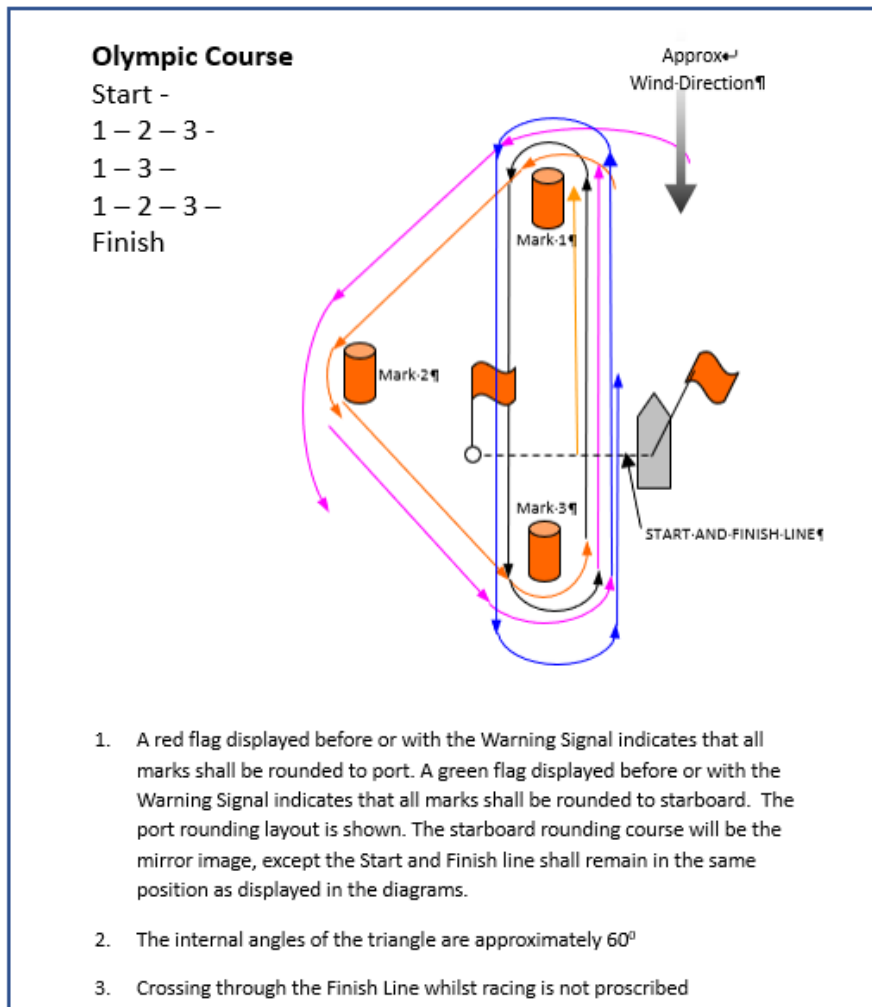 Olympic Course
Start -
1 – 2 – 3 -
1 – 3 –
1 – 2 – 3 –
Finish
Approx↵
Wind·Direction¶
Mark·1¶
Mark·2¶
Mark·3¶
START·AND·FINISH·LINE¶
1. A red flag displayed before or with the Warning Signal indicates that all
marks shall be rounded to port. A green flag displayed before or with the
Warning Signal indicates that all marks shall be rounded to starboard.  The
port rounding layout is shown. The starboard rounding course will be the
mirror image, except the Start and Finish line shall remain in the same
position as displayed in the diagrams.
2. The internal angles of the triangle are approximately 60⁰
3. Crossing through the Finish Line whilst racing is not proscribed